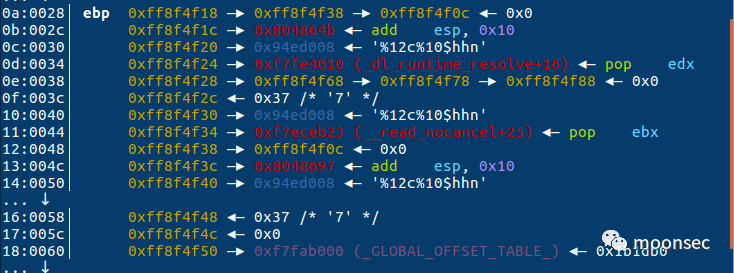 ... ↓
0a:0028│ ebp  0xff8f4f18 —▸ 0xff8f4f38 —▸ 0xff8f4f0c ◂— 0x0
0b:002c│      0xff8f4f1c —▸ 0x804864b ◂— add    esp, 0x10
0c:0030│      0xff8f4f20 —▸ 0x94ed008 ◂— '%12c%10$hhn'
0d:0034│      0xff8f4f24 —▸ 0xf7fe4010 (_dl_runtime_resolve+16) ◂— pop    edx
0e:0038│      0xff8f4f28 —▸ 0xff8f4f68 —▸ 0xff8f4f78 —▸ 0xff8f4f88 ◂— 0x0
0f:003c│      0xff8f4f2c ◂— 0x37 /* '7' */
10:0040│      0xff8f4f30 —▸ 0x94ed008 ◂— '%12c%10$hhn'
11:0044│      0xff8f4f34 —▸ 0xf7eceb23 (__read_nocancel+25) ◂— pop    ebx
12:0048│      0xff8f4f38 —▸ 0xff8f4f0c ◂— 0x0
13:004c│      0xff8f4f3c —▸ 0x8048697 ◂— add    esp, 0x10
14:0050│      0xff8f4f40 —▸ 0x94ed008 ◂— '%12c%10$hhn'
... ↓
16:0058│      0xff8f4f48 ◂— 0x37 /* '7' */
17:005c│      0xff8f4f4c ◂— 0x0
18:0060│      0xff8f4f50 —▸ 0xf7fab000 (_GLOBAL_OFFSET_TABLE_) ◂— 0x1b1db0
... ↓
moonsec